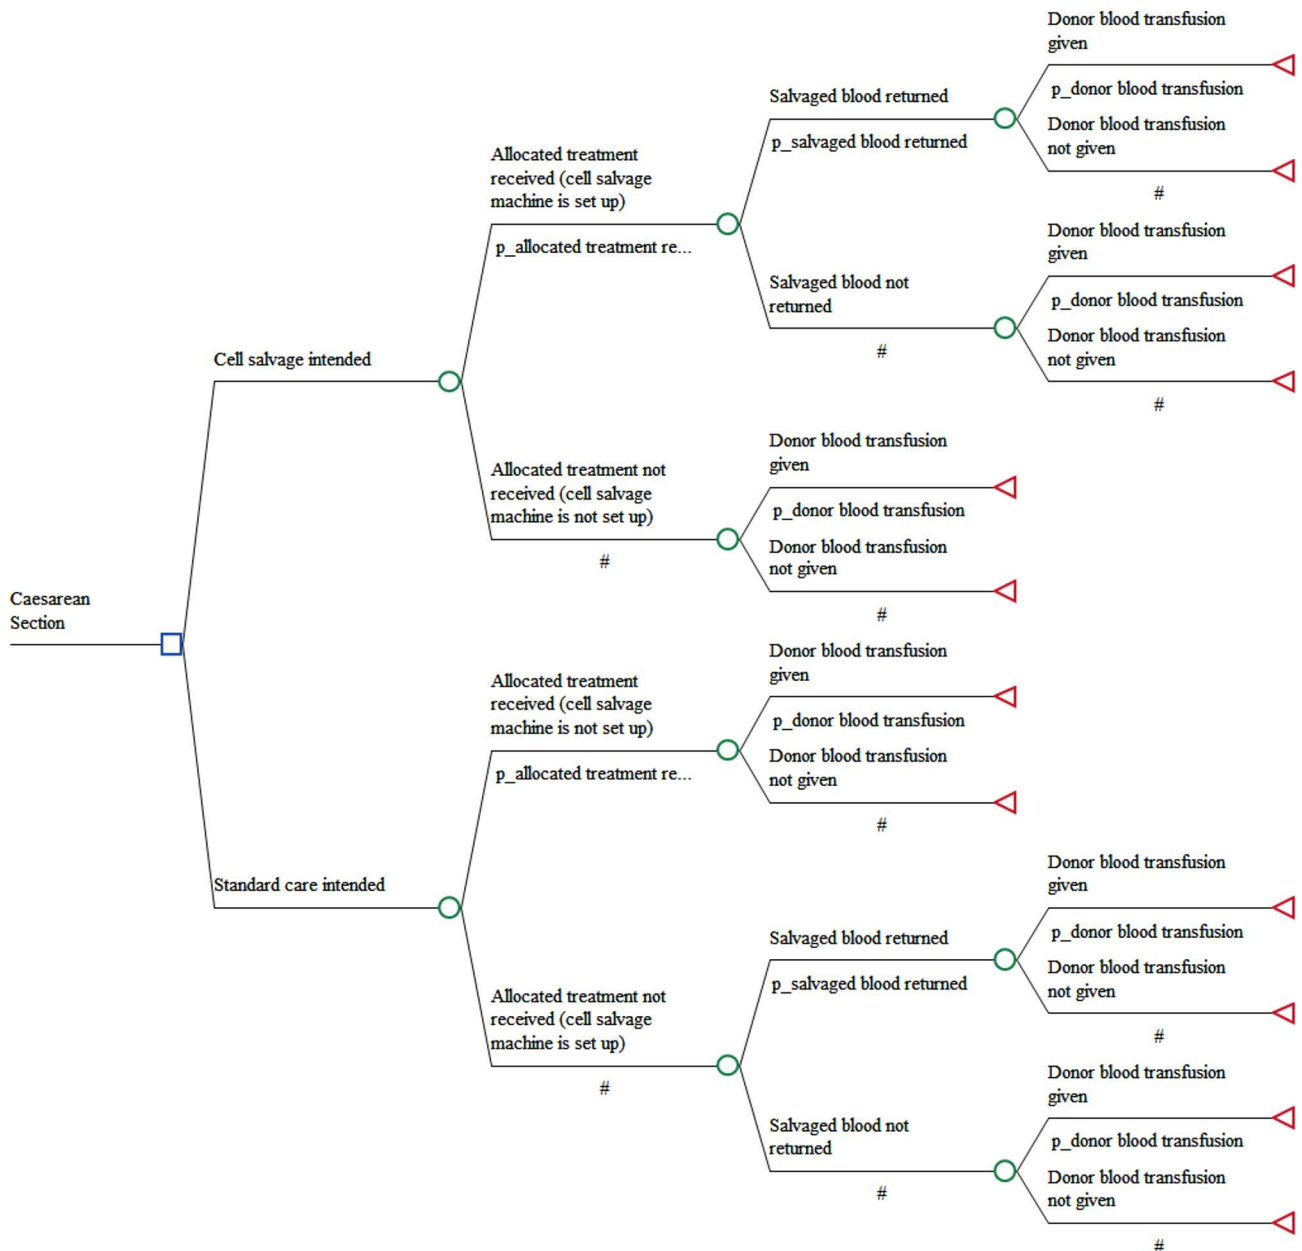 Donor blood transfusion
given
p_donor blood transfusion
Donor blood transfusion
not given
#
Salvaged blood returned
p_salvaged blood returned
Allocated treatment
received (cell salvage
machine is set up)
p_allocated treatment re...
Donor blood transfusion
given
p_donor blood transfusion
Donor blood transfusion
not given
#
Salvaged blood not
returned
#
Cell salvage intended
Donor blood transfusion
given
p_donor blood transfusion
Donor blood transfusion
not given
#
Allocated treatment not
received (cell salvage
machine is not set up)
#
Caesarean
Section
Donor blood transfusion
given
p_donor blood transfusion
Donor blood transfusion
not given
#
Allocated treatment
received (cell salvage
machine is not set up)
p_allocated treatment re...
Standard care intended
Donor blood transfusion
given
p_donor blood transfusion
Donor blood transfusion
not given
#
Salvaged blood returned
p_salvaged blood returned
Allocated treatment not
received (cell salvage
machine is set up)
#
Donor blood transfusion
given
p_donor blood transfusion
Donor blood transfusion
not given
#
Salvaged blood not
returned
#